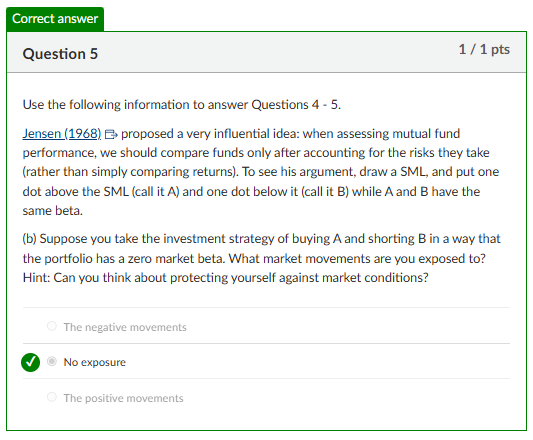 Correct answer
Question 5
1 / 1 pts
Use the following information to answer Questions 4 - 5.
Jensen (1968) proposed a very influential idea: when assessing mutual fund
performance, we should compare funds only after accounting for the risks they take
(rather than simply comparing returns). To see his argument, draw a SML, and put one
dot above the SML (call it A) and one dot below it (call it B) while A and B have the
same beta.
(b) Suppose you take the investment strategy of buying A and shorting B in a way that
the portfolio has a zero market beta. What market movements are you exposed to?
Hint: Can you think about protecting yourself against market conditions?
The negative movements
No exposure
The positive movements